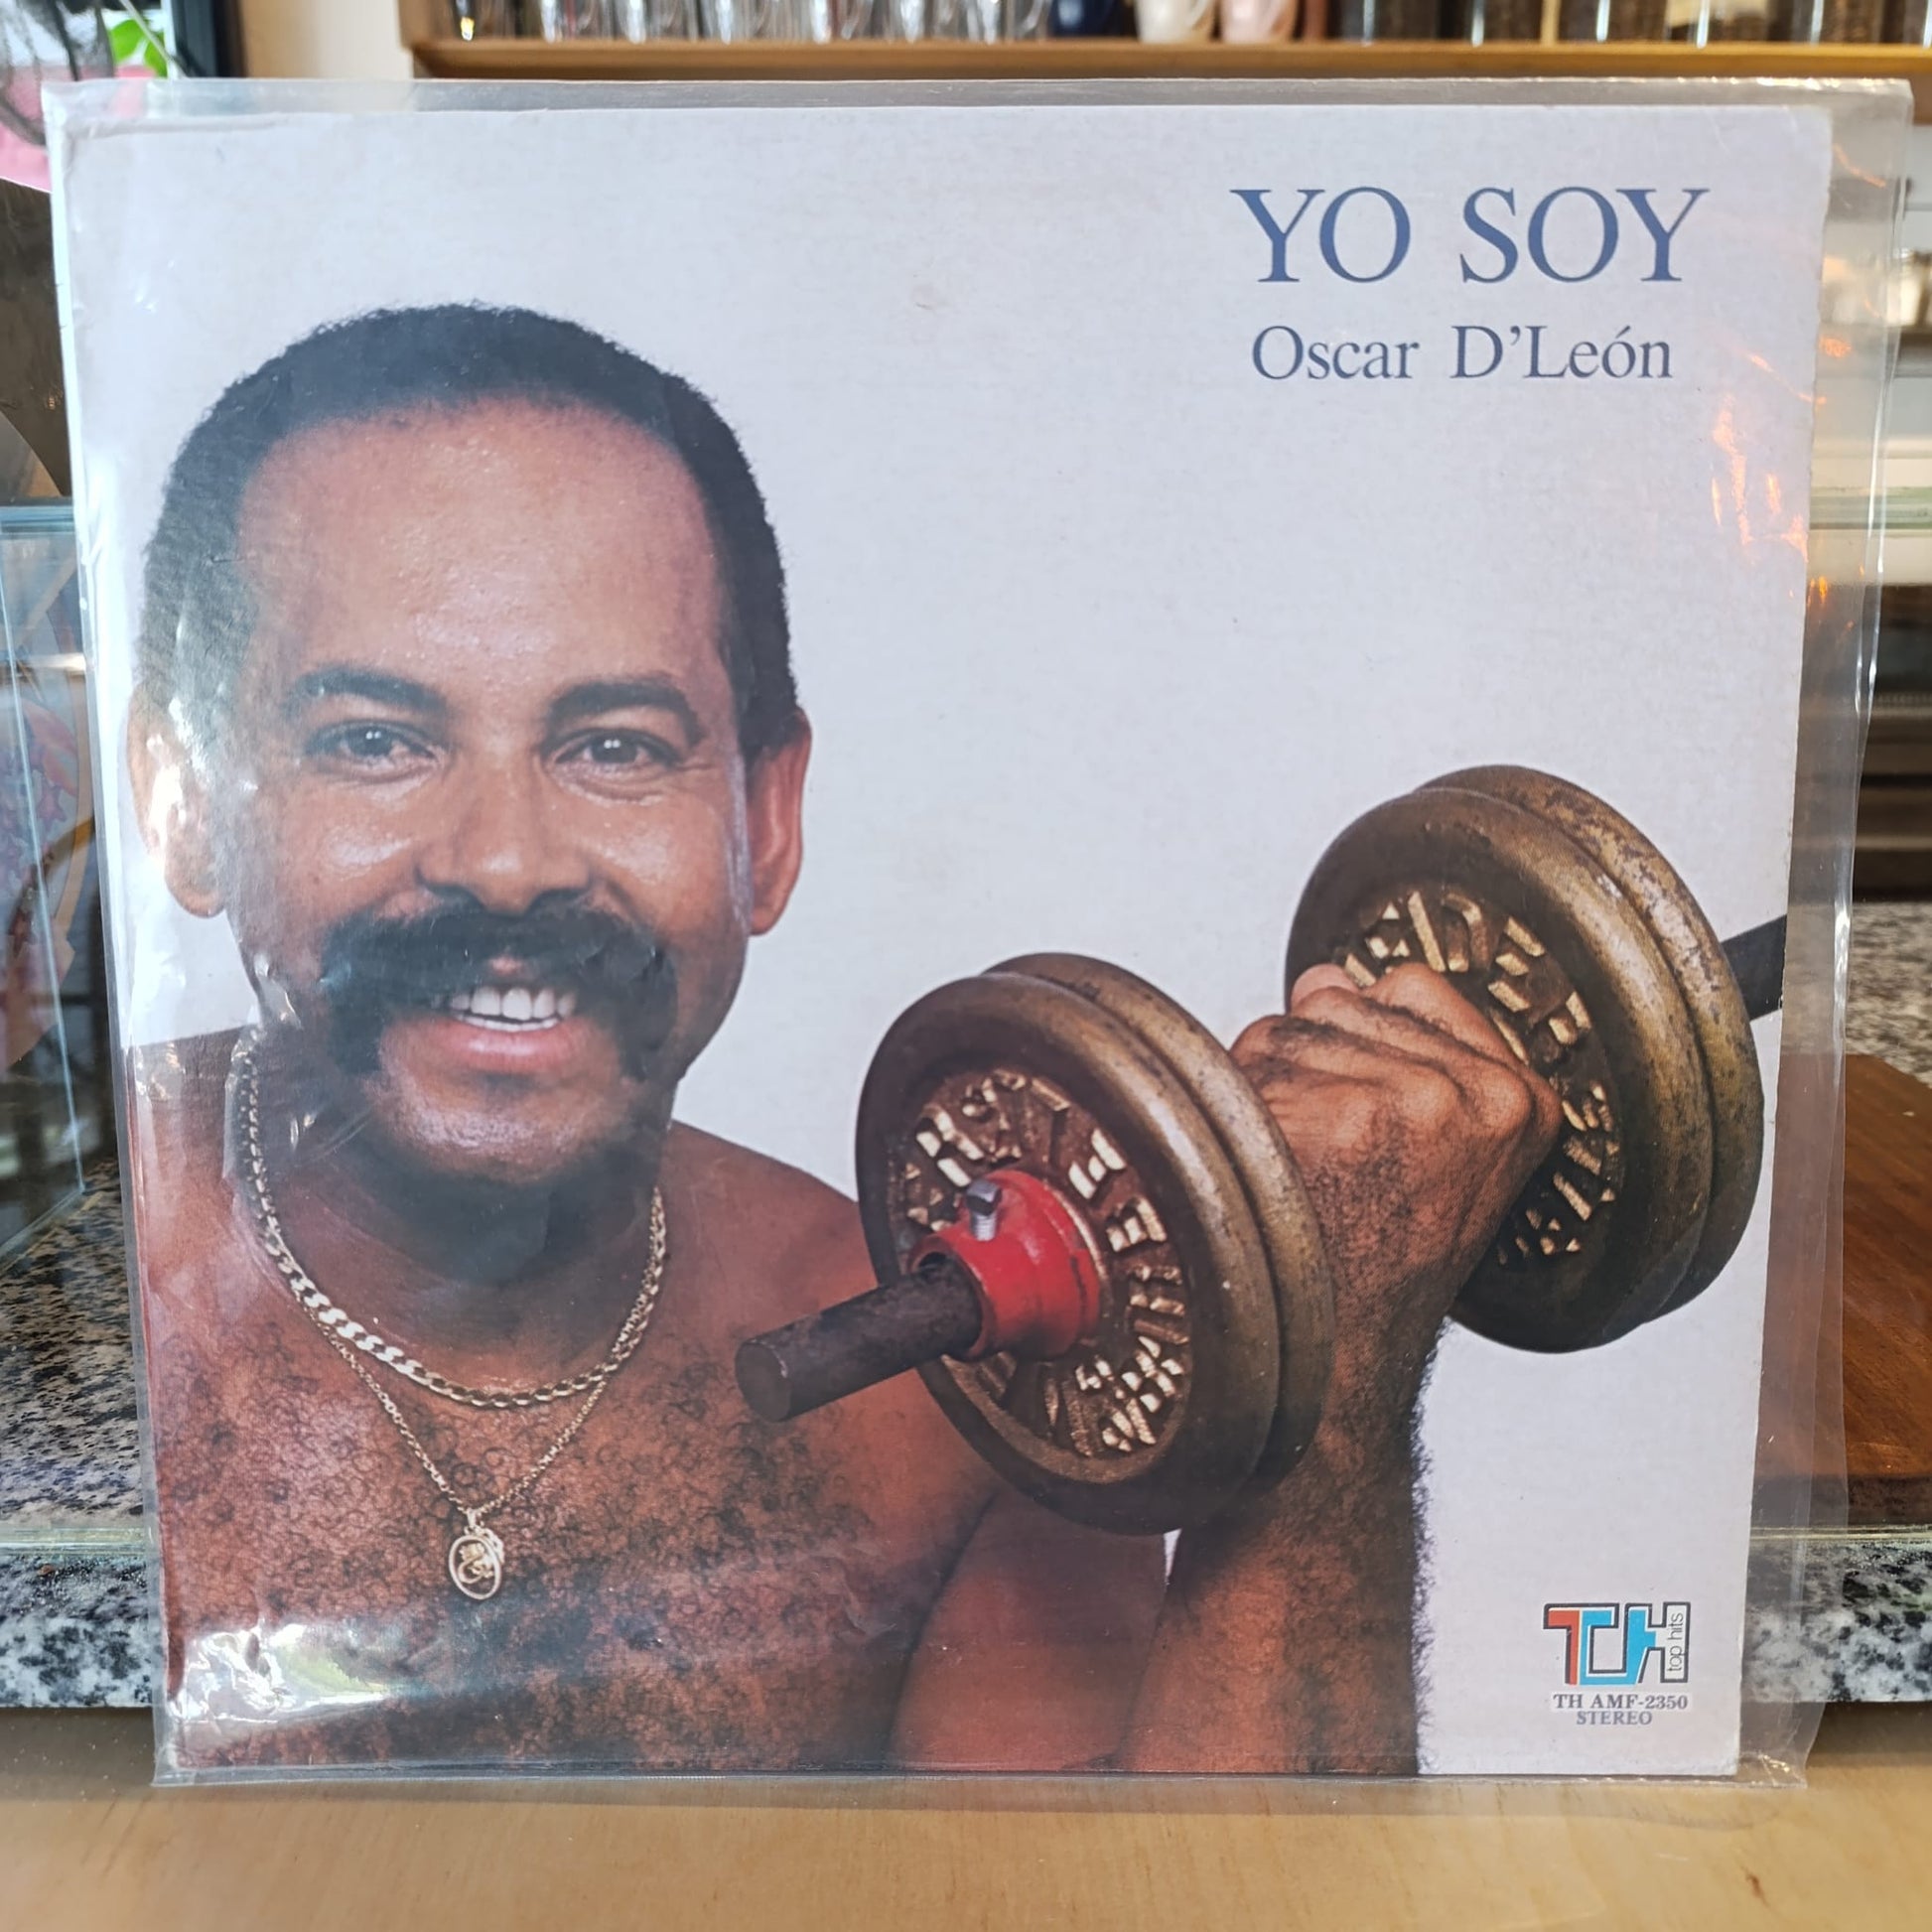 YO SOY
Oscar D'León
TH
top hits
TH AMF-2350
STEREO